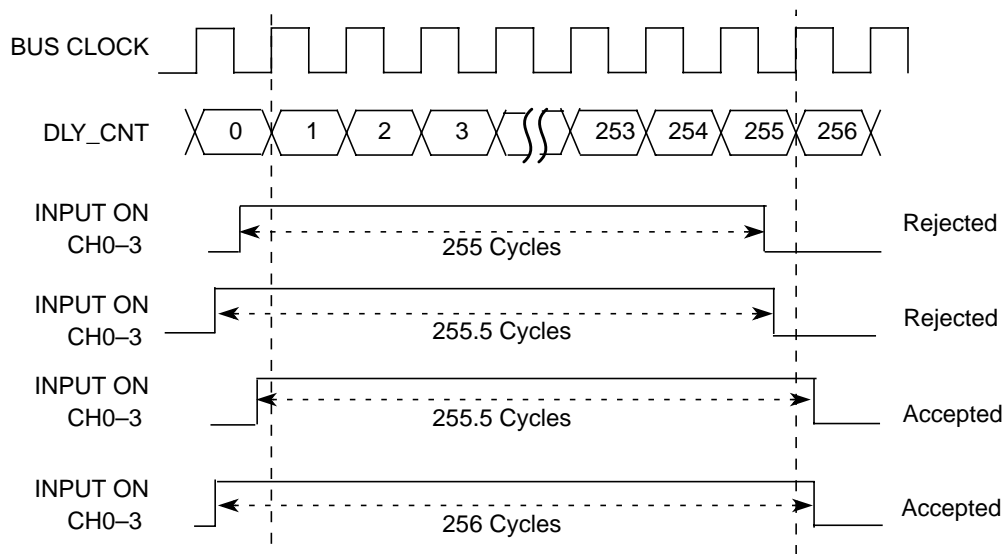 BUS CLOCK
DLY_CNT 0 1 2 3 253 254 255 256
INPUT ON
CH0–3
255 Cycles
Rejected
INPUT ON
CH0–3
255.5 Cycles
Rejected
INPUT ON
CH0–3
255.5 Cycles
Accepted
INPUT ON
CH0–3
256 Cycles
Accepted